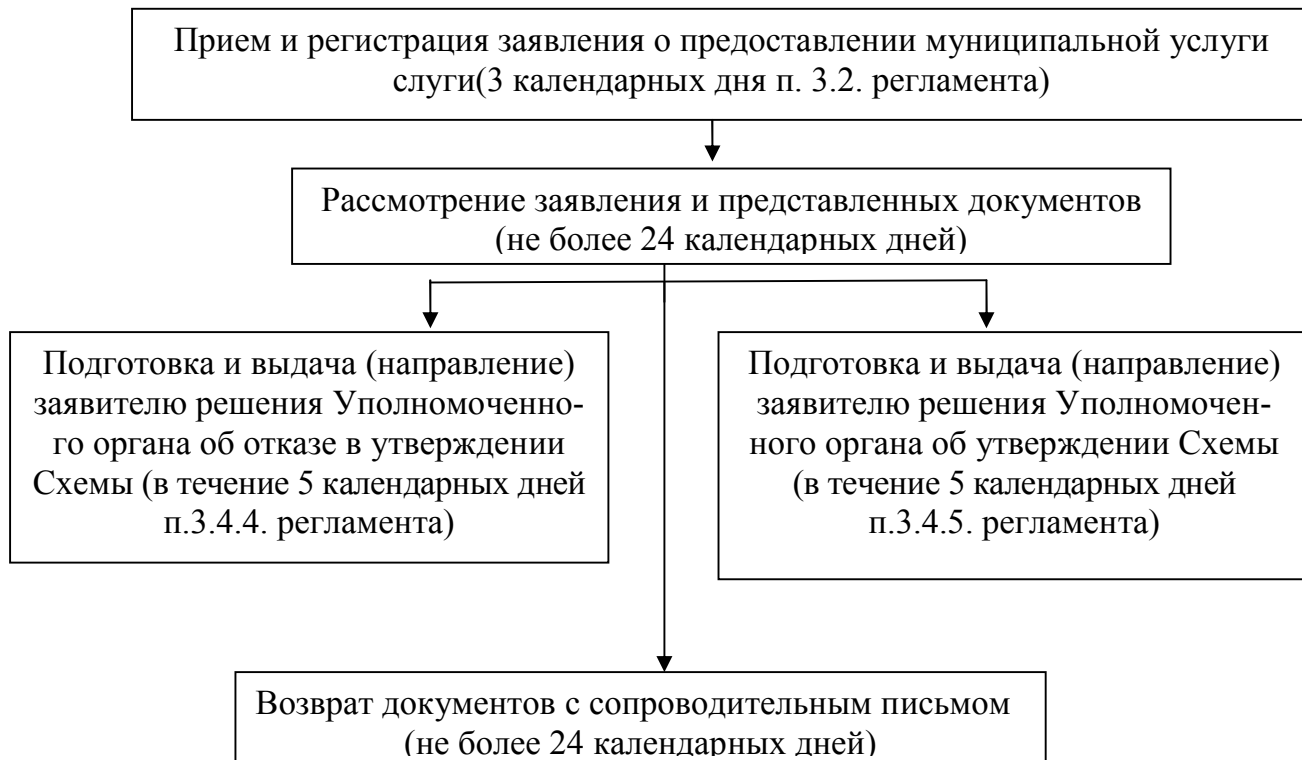 Прием и регистрация заявления о предоставлении муниципальной услуги
слуги(3 календарных дня п. 3.2. регламента)
Рассмотрение заявления и представленных документов
(не более 24 календарных дней)
Подготовка и выдача (направление)
заявителю решения Уполномоченно-
го органа об отказе в утверждении
Схемы (в течение 5 календарных дней
п.3.4.4. регламента)
Подготовка и выдача (направление)
заявителю решения Уполномочен-
ного органа об утверждении Схемы
(в течение 5 календарных дней
п.3.4.5. регламента)
Возврат документов с сопроводительным письмом
(не более 24 календарных дней)